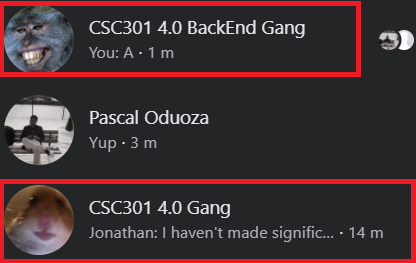 CSC301 4.0 BackEnd Gang
You: A · 1 m
Pascal Oduoza
Yup · 3 m
CSC301 4.0 Gang
Jonathan: I haven't made signific... · 14 m